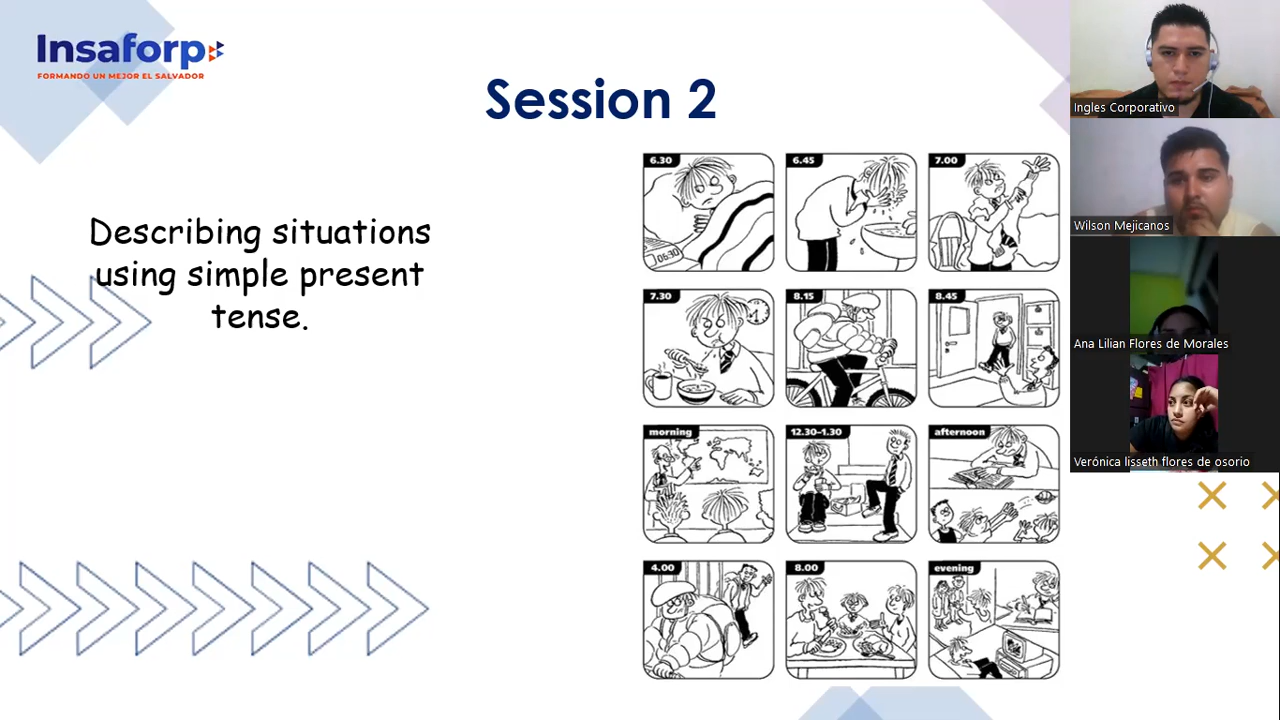 Insaforp
FORMANDO UN MEJOR EL SALVADOR
Session 2
Describing situations
using simple present
tense.
6.30
06:30
6.45
7.00
7.30
8.15
8.45
morning
12.30–1.30
afternoon
4.00
8.00
evening
Ingles Corporativo
Wilson Mejicanos
Ana Lilian Flores de Morales
Verónica lisseth flores de osorio